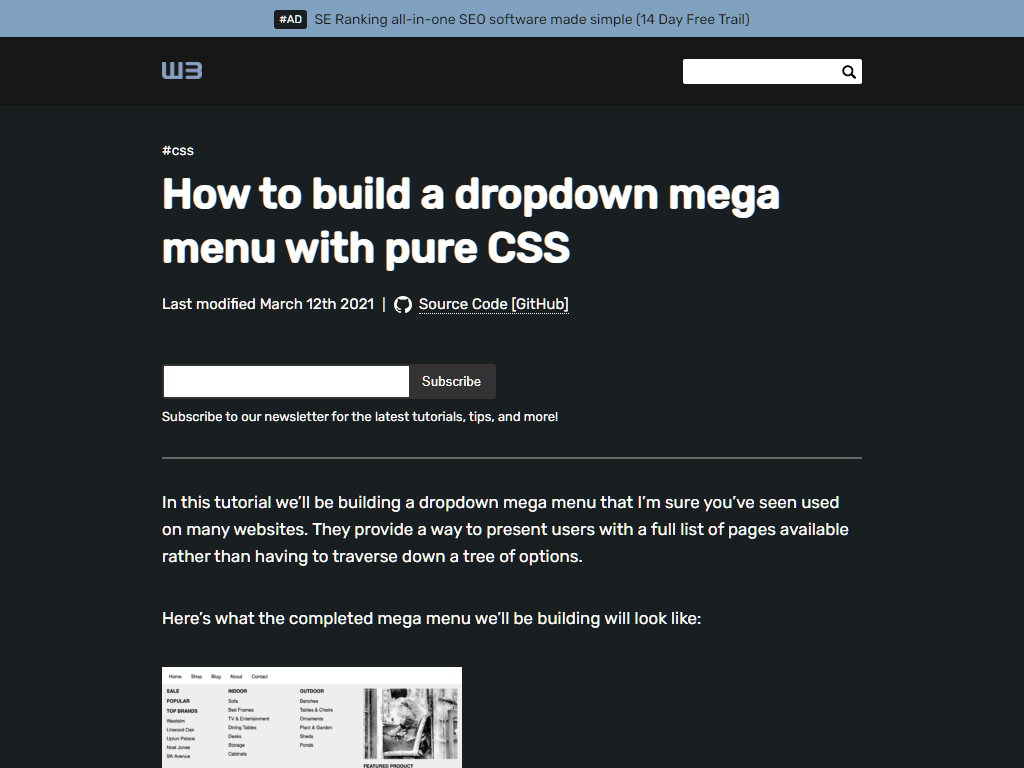 #AD SE Ranking all-in-one SEO software made simple (14 Day Free Trail)
W3
#css
How to build a dropdown mega
menu with pure CSS
Last modified March 12th 2021 | Source Code [GitHub]
Subscribe
Subscribe to our newsletter for the latest tutorials, tips, and more!
In this tutorial we’ll be building a dropdown mega menu that I’m sure you’ve seen used
on many websites. They provide a way to present users with a full list of pages available
rather than having to traverse down a tree of options.
Here’s what the completed mega menu we’ll be building will look like:
Home Shop Blog About Contact
SALE INDOOR OUTDOOR
POPULAR Sofa Benches
TOP BRANDS Bed Frames Tables & Chairs
Westelm TV & Entertainment Ornaments
Linwood Oak Dining Tables Plant & Garden
Upton Palace Desks Sheds
Noel Jones Storage Ponds
5th Avenue Cabinets
FEATURED PRODUCT